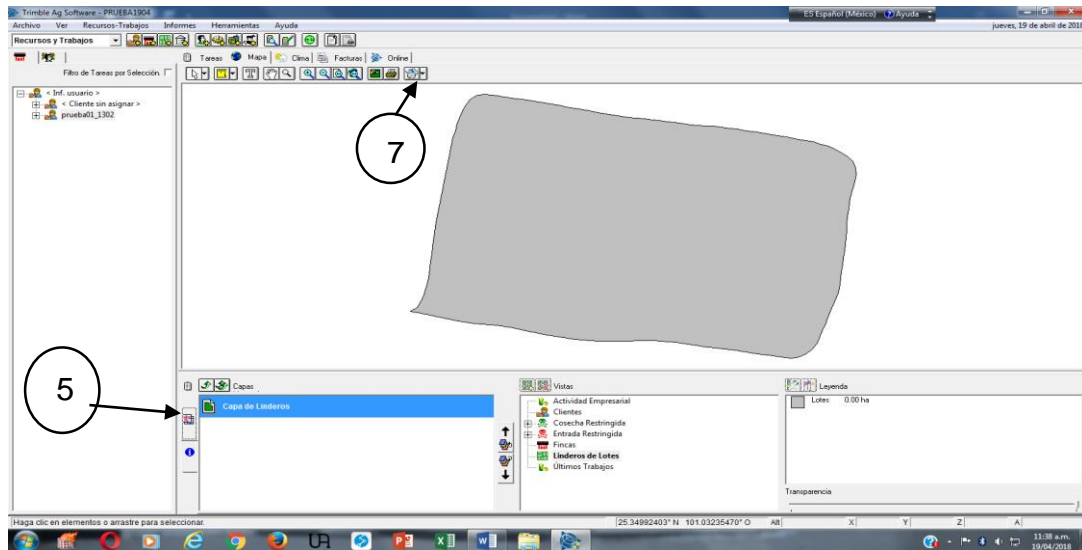 Trimble Ag Software - PRUEBA1904
ES Español (México) Ayuda
Archivo Ver Recursos-Trabajos Informes Herramientas Ayuda
jueves, 19 de abril de 2018
Recursos y Trabajos
Tareas Mapa Clima Facturas Online
Filtro de Tareas por Selección.
< Inf. usuario >
< Cliente sin asignar >
prueba01_1302
7
5
Capas
Capa de Linderos
Vistas
Actividad Empresarial
Clientes
Cosecha Restringida
Entrada Restringida
Fincas
Linderos de Lotes
Últimos Trabajos
Leyenda
Lotes 0.00 ha
Transparencia
Haga clic en elementos o arrastre para seleccionar.
25.34992403° N 101.03235470° O
Alt
X Y Z A
11:38 a.m.
19/04/2018